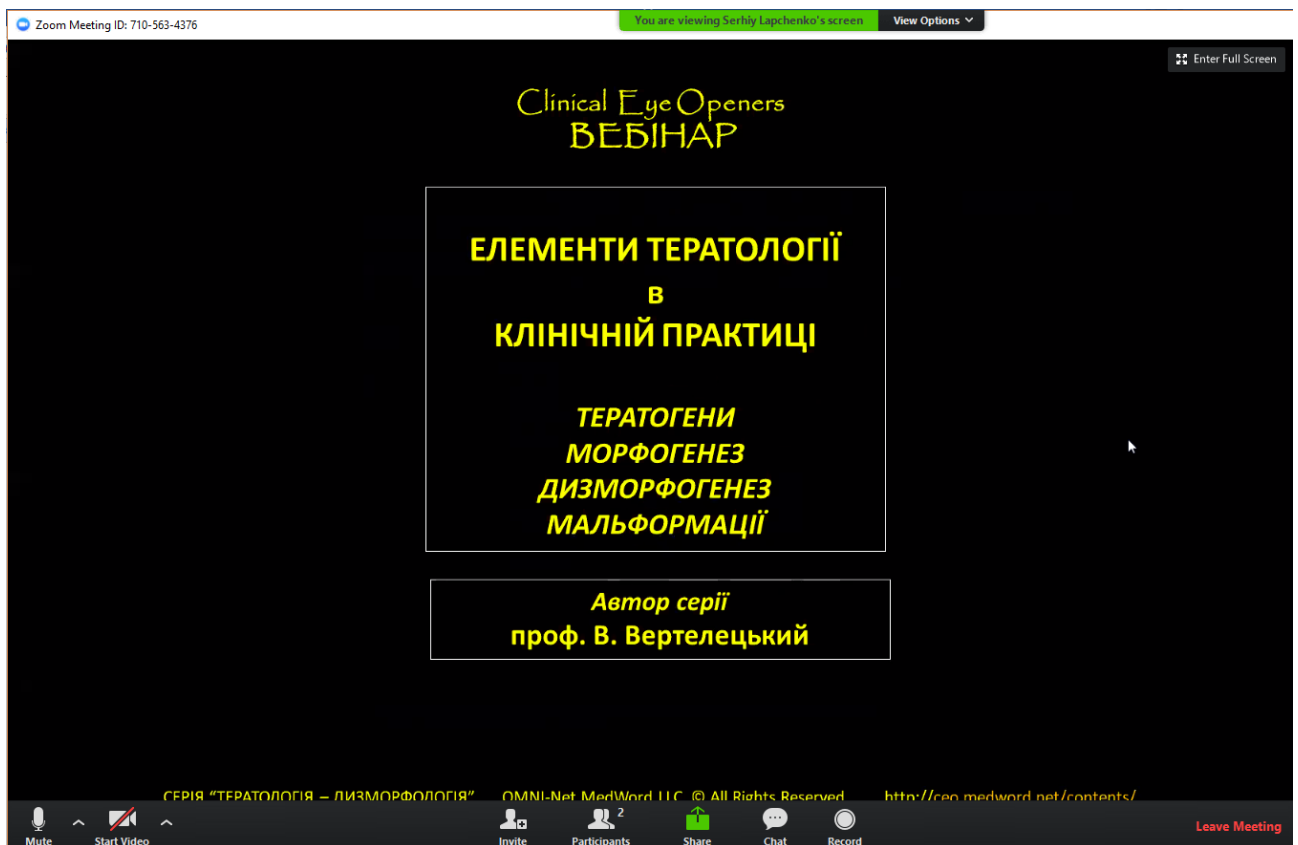 Zoom Meeting ID: 710-563-4376
You are viewing Serhiy Lapchenko's screen
View Options
Enter Full Screen
Clinical Eye Openers
ВЕБІНАР
ЕЛЕМЕНТИ ТЕРАТОЛОГІЇ
в
КЛІНІЧНІЙ ПРАКТИЦІ
ТЕРАТОГЕНИ
МОРФОГЕНЕЗ
ДИЗМОРФОГЕНЕЗ
МАЛЬФОРМАЦІЇ
Автор серії
проф. В. Вертелецький
СЕРІЯ "ТЕРАТОЛОГІЯ – ДИЗМОРФОЛОГІЯ" OMNI-Net MedWord LLC © All Rights Reserved http://ceo.medword.net/contents/
Mute Start Video Invite Participants 2 Share Chat Record Leave Meeting